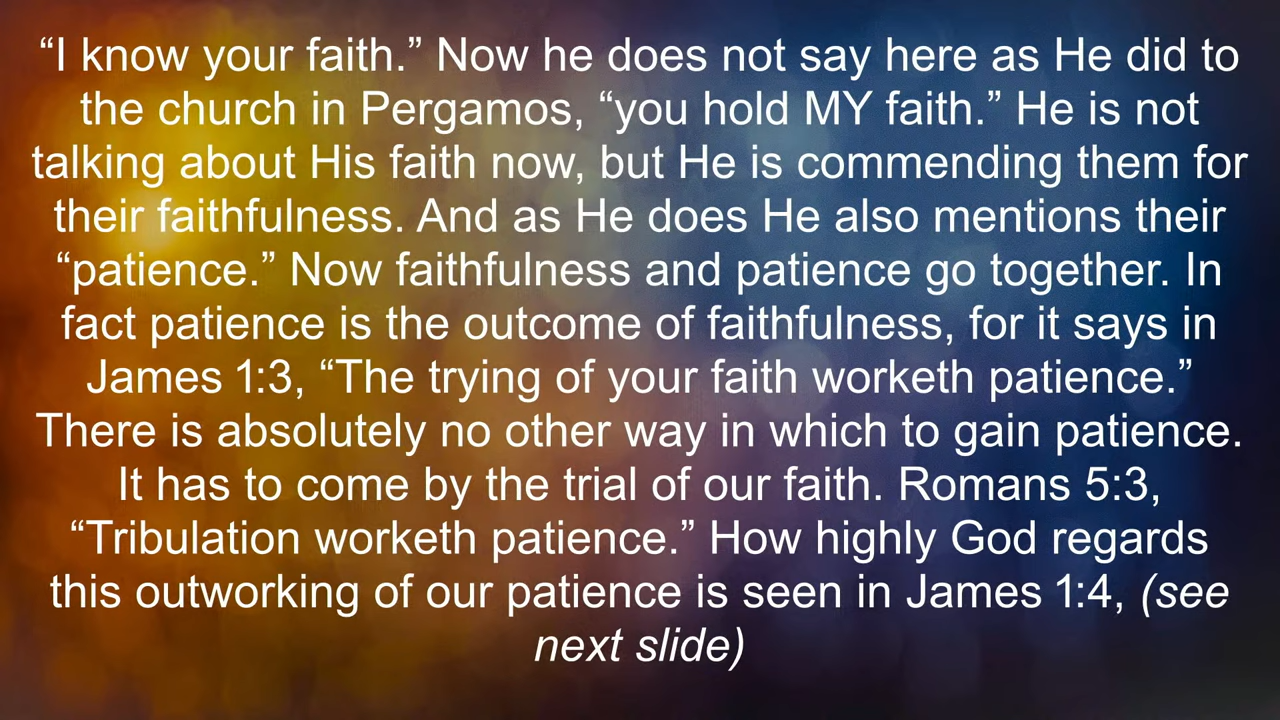 “I know your faith.” Now he does not say here as He did to
the church in Pergamos, “you hold MY faith.” He is not
talking about His faith now, but He is commending them for
their faithfulness. And as He does He also mentions their
“patience.” Now faithfulness and patience go together. In
fact patience is the outcome of faithfulness, for it says in
James 1:3, “The trying of your faith worketh patience.”
There is absolutely no other way in which to gain patience.
It has to come by the trial of our faith. Romans 5:3,
“Tribulation worketh patience.” How highly God regards
this outworking of our patience is seen in James 1:4, (see
next slide)